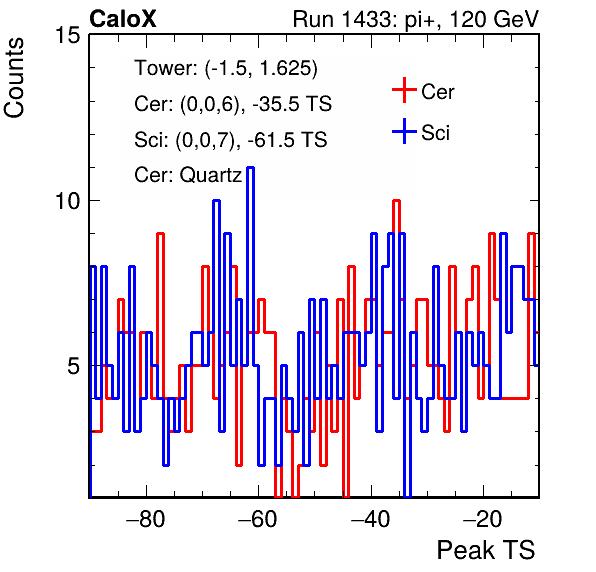 CaloX Run 1433: pi+, 120 GeV
Counts
15
10
5
Tower: (-1.5, 1.625)
Cer: (0,0,6), -35.5 TS
Sci: (0,0,7), -61.5 TS
Cer: Quartz
Cer
Sci
−80 −60 −40 −20
Peak TS